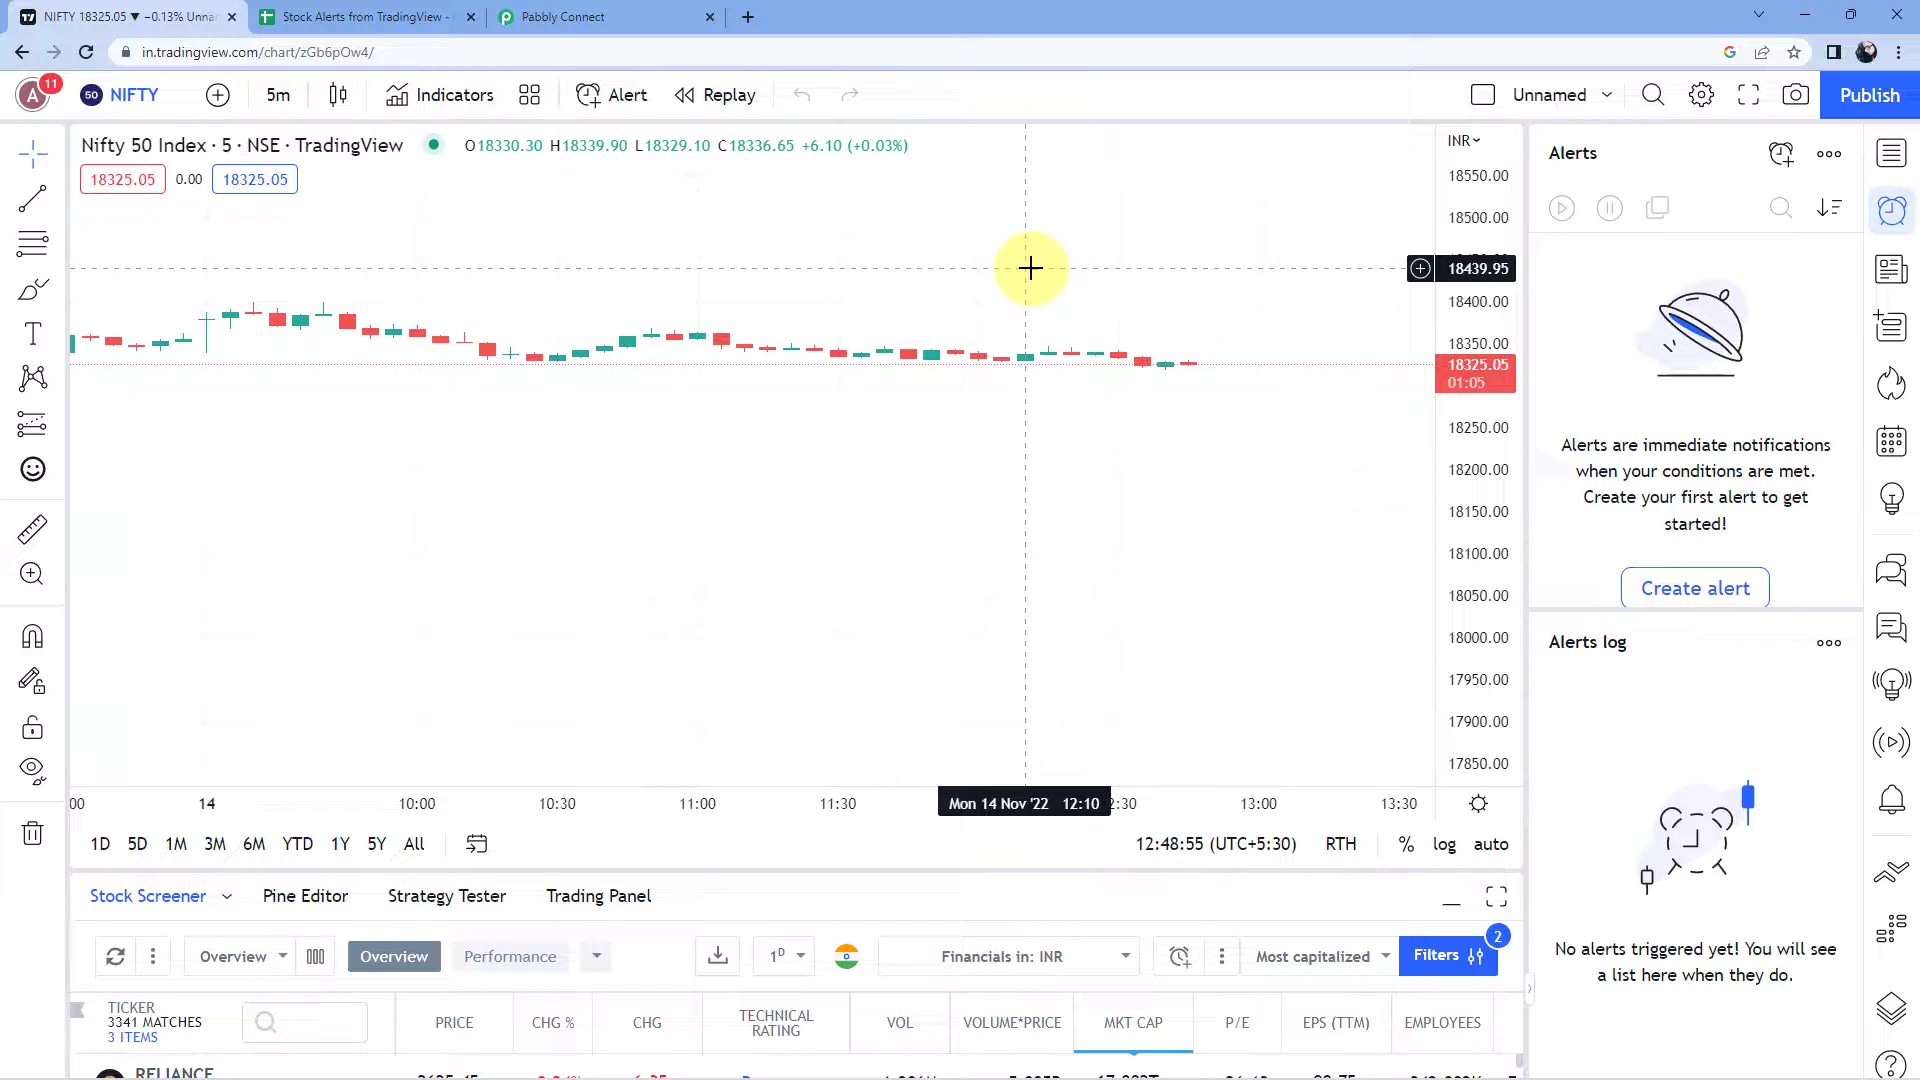 NIFTY 18325.05 ▼ −0.13% Unna
Stock Alerts from TradingView -
Pabbly Connect
in.tradingview.com/chart/zGb6pOw4/
A
11
50 NIFTY
5m
Indicators
Alert
Replay
Unnamed
Publish
Nifty 50 Index · 5 · NSE · TradingView
O18330.30 H18339.90 L18329.10 C18336.65 +6.10 (+0.03%)
18325.05 0.00 18325.05
INR
18550.00
18500.00
18439.95
18400.00
18350.00
18325.05
01:05
18250.00
18200.00
18150.00
18100.00
18050.00
18000.00
17950.00
17900.00
17850.00
:00 14 10:00 10:30 11:00 11:30 Mon 14 Nov '22 12:10 2:30 13:00 13:30
1D 5D 1M 3M 6M YTD 1Y 5Y All
12:48:55 (UTC+5:30) RTH % log auto
Stock Screener Pine Editor Strategy Tester Trading Panel
Overview Overview Performance 1D Financials in: INR Most capitalized Filters 2
TICKER
3341 MATCHES
3 ITEMS
PRICE CHG % CHG TECHNICAL RATING VOL VOLUME*PRICE MKT CAP P/E EPS (TTM) EMPLOYEES
RELIANCE
Alerts
Alerts are immediate notifications
when your conditions are met.
Create your first alert to get
started!
Create alert
Alerts log
No alerts triggered yet! You will see
a list here when they do.